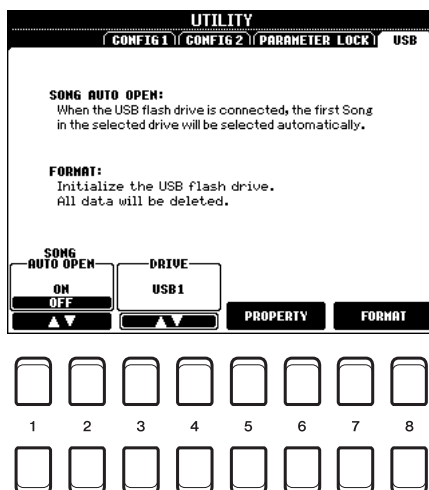 UTILITY
CONFIG 1 CONFIG 2 PARAMETER LOCK USB
SONG AUTO OPEN:
When the USB flash drive is connected, the first Song
in the selected drive will be selected automatically.
FORMAT:
Initialize the USB flash drive.
All data will be deleted.
SONG
AUTO OPEN DRIVE
ON USB1
OFF
▲▼ ▲▼ PROPERTY FORMAT
1 2 3 4 5 6 7 8